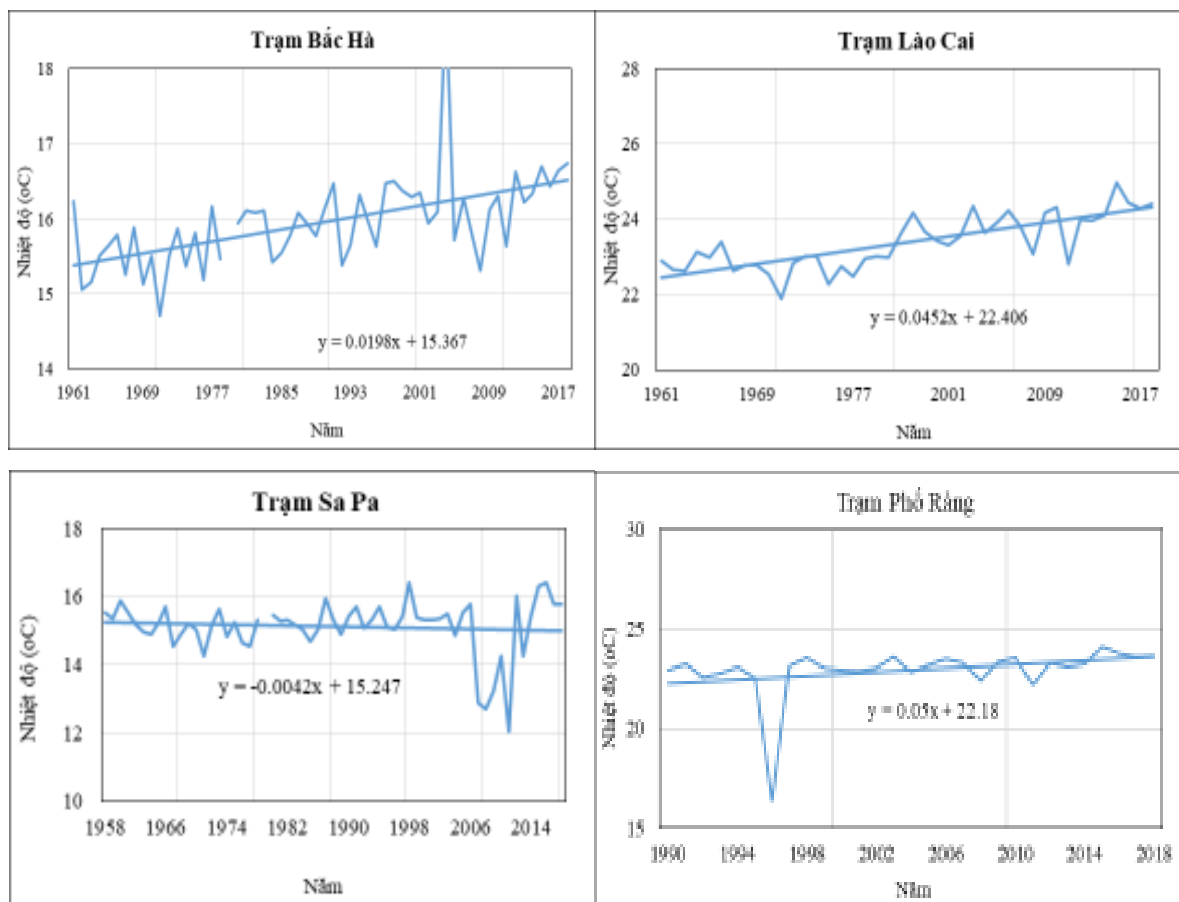 Trạm Bắc Hà
18
17
16
15
14
Nhiệt độ (oC)
y = 0.0198x + 15.367
1961 1969 1977 1985 1993 2001 2009 2017
Năm
Trạm Lào Cai
28
26
24
22
20
Nhiệt độ (oC)
y = 0.0452x + 22.406
1961 1969 1977 2001 2009 2017
Năm
Trạm Sa Pa
18
16
14
12
10
Nhiệt độ (oC)
y = -0.0042x + 15.247
1958 1966 1974 1982 1990 1998 2006 2014
Năm
Trạm Phố Ràng
30
25
20
15
Nhiệt độ (oC)
y = 0.05x + 22.18
1990 1994 1998 2002 2006 2010 2014 2018
Năm